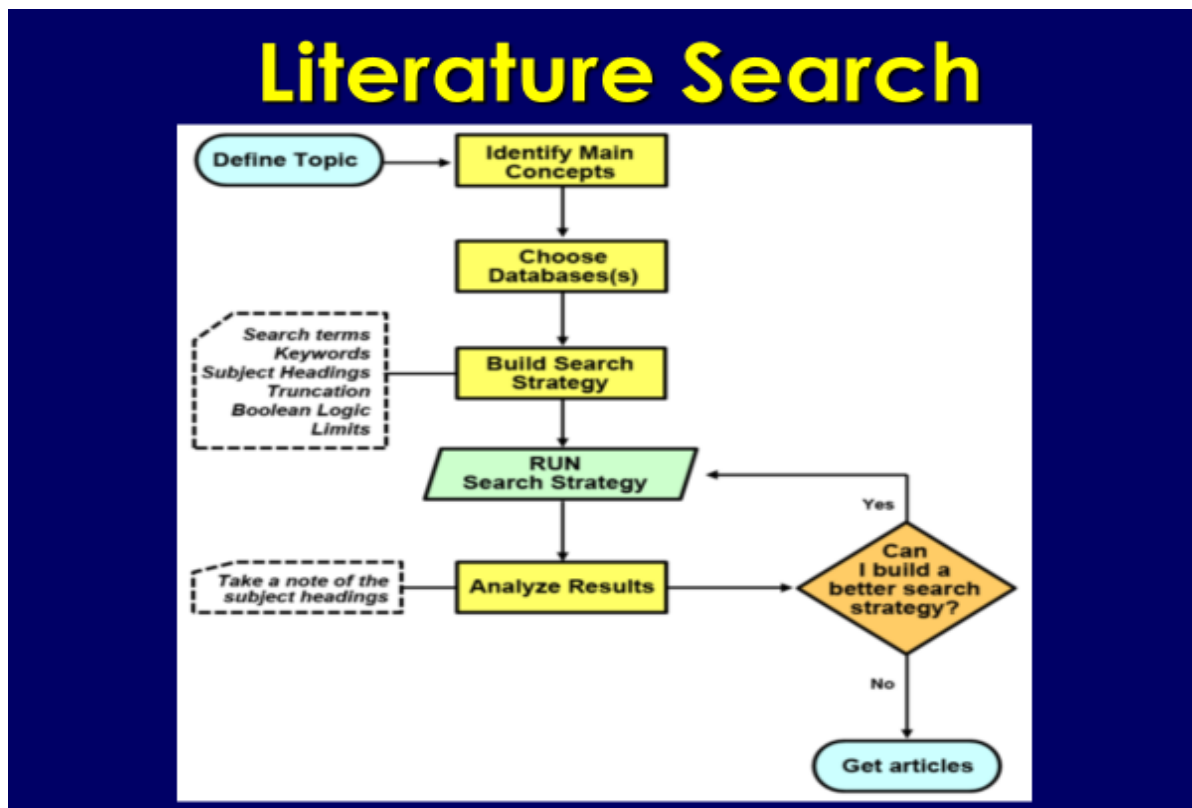 Literature Search
Define Topic
Identify Main
Concepts
Choose
Databases(s)
Search terms
Keywords
Subject Headings
Truncation
Boolean Logic
Limits
Build Search
Strategy
RUN
Search Strategy
Take a note of the
subject headings
Analyze Results
Can
I build a
better search
strategy?
Yes
No
Get articles